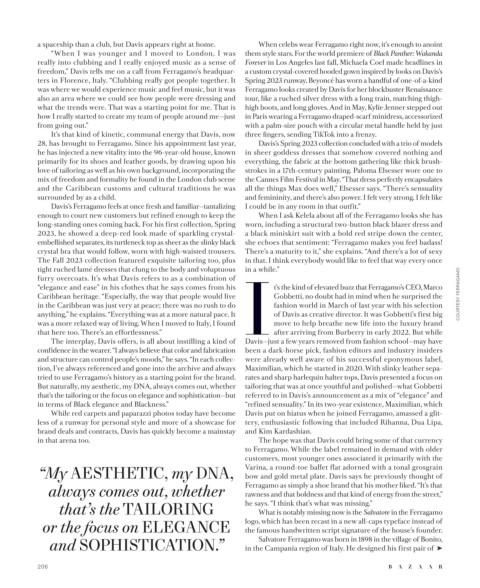 a spaceship than a club, but Davis appears right at home.
“When I was younger and I moved to London, I was
really into clubbing and I really enjoyed music as a sense of
freedom,” Davis tells me on a call from Ferragamo’s headquar-
ters in Florence, Italy. “Clubbing really got people together. It
was where we would experience music and feel music, but it was
also an area where we could see how people were dressing and
what the trends were. That was a starting point for me. That is
how I really started to create my team of people around me—just
from going out.”
It’s that kind of kinetic, communal energy that Davis, now
28, has brought to Ferragamo. Since his appointment last year,
he has injected a new vitality into the 96-year-old house, known
primarily for its shoes and leather goods, by drawing upon his
love of tailoring as well as his own background, incorporating the
mix of freedom and formality he found in the London club scene
and the Caribbean customs and cultural traditions he was
surrounded by as a child.
Davis’s Ferragamo feels at once fresh and familiar—tantalizing
enough to court new customers but refined enough to keep the
long-standing ones coming back. For his first collection, Spring
2023, he showed a deep-red look made of sparkling crystal-
embellished separates, its turtleneck top as sheer as the slinky black
crystal bra that would follow, worn with high-waisted trousers.
The Fall 2023 collection featured exquisite tailoring too, plus
tight ruched lamé dresses that clung to the body and voluptuous
furry overcoats. It’s what Davis refers to as a combination of
“elegance and ease” in his clothes that he says comes from his
Caribbean heritage. “Especially, the way that people would live
in the Caribbean was just very at peace; there was no rush to do
anything,” he explains. “Everything was at a more natural pace. It
was a more relaxed way of living. When I moved to Italy, I found
that here too. There’s an effortlessness.”
The interplay, Davis offers, is all about instilling a kind of
confidence in the wearer. “I always believe that color and fabrication
and structure can control people’s moods,” he says. “In each collec-
tion, I’ve always referenced and gone into the archive and always
tried to use Ferragamo’s history as a starting point for the brand.
But naturally, my aesthetic, my DNA, always comes out, whether
that’s the tailoring or the focus on elegance and sophistication—but
in terms of Black elegance and Blackness.”
While red carpets and paparazzi photos today have become
less of a runway for personal style and more of a showcase for
brand deals and contracts, Davis has quickly become a mainstay
in that arena too.
“My AESTHETIC, my DNA,
always comes out, whether
that’s the TAILORING
or the focus on ELEGANCE
and SOPHISTICATION.”
When celebs wear Ferragamo right now, it’s enough to anoint
them style stars. For the world premiere of Black Panther: Wakanda
Forever in Los Angeles last fall, Michaela Coel made headlines in
a custom crystal-covered hooded gown inspired by looks on Davis’s
Spring 2023 runway. Beyoncé has worn a handful of one-of-a-kind
Ferragamo looks created by Davis for her blockbuster Renaissance
tour, like a ruched silver dress with a long train, matching thigh-
high boots, and long gloves. And in May, Kylie Jenner stepped out
in Paris wearing a Ferragamo draped-scarf minidress, accessorized
with a palm-size pouch with a circular metal handle held by just
three fingers, sending TikTok into a frenzy.
Davis’s Spring 2023 collection concluded with a trio of models
in sheer goddess dresses that somehow covered nothing and
everything, the fabric at the bottom gathering like thick brush-
strokes in a 17th-century painting. Paloma Elsesser wore one to
the Cannes Film Festival in May. “That dress perfectly encapsulates
all the things Max does well,” Elsesser says. “There’s sensuality
and femininity, and there’s also power. I felt very strong. I felt like
I could be in any room in that outfit.”
When I ask Kelela about all of the Ferragamo looks she has
worn, including a structural two-button black blazer dress and
a black miniskirt suit with a bold red stripe down the center,
she echoes that sentiment: “Ferragamo makes you feel badass!
There’s a maturity to it,” she explains. “And there’s a lot of sexy
in that. I think everybody would like to feel that way every once
in a while.”
It’s the kind of elevated buzz that Ferragamo’s CEO, Marco
Gobbetti, no doubt had in mind when he surprised the
fashion world in March of last year with his selection
of Davis as creative director. It was Gobbetti’s first big
move to help breathe new life into the luxury brand
after arriving from Burberry in early 2022. But while
Davis—just a few years removed from fashion school—may have
been a dark-horse pick, fashion editors and industry insiders
were already well aware of his successful eponymous label,
Maximilian, which he started in 2020. With slinky leather sepa-
rates and sharp harlequin halter tops, Davis presented a focus on
tailoring that was at once youthful and polished—what Gobbetti
referred to in Davis’s announcement as a mix of “elegance” and
“refined sensuality.” In its two-year existence, Maximilian, which
Davis put on hiatus when he joined Ferragamo, amassed a glit-
tery, enthusiastic following that included Rihanna, Dua Lipa,
and Kim Kardashian.
The hope was that Davis could bring some of that currency
to Ferragamo. While the label remained in demand with older
customers, most younger ones associated it primarily with the
Varina, a round-toe ballet flat adorned with a tonal grosgrain
bow and gold metal plate. Davis says he previously thought of
Ferragamo as simply a shoe brand that his mother liked. “It’s that
rawness and that boldness and that kind of energy from the street,”
he says. “I think that’s what was missing.”
What is notably missing now is the Salvatore in the Ferragamo
logo, which has been recast in a new all-caps typeface instead of
the famous handwritten script signature of the house’s founder.
Salvatore Ferragamo was born in 1898 in the village of Bonito,
in the Campania region of Italy. He designed his first pair of ➤
COURTESY FERRAGAMO
206
BAZAAR